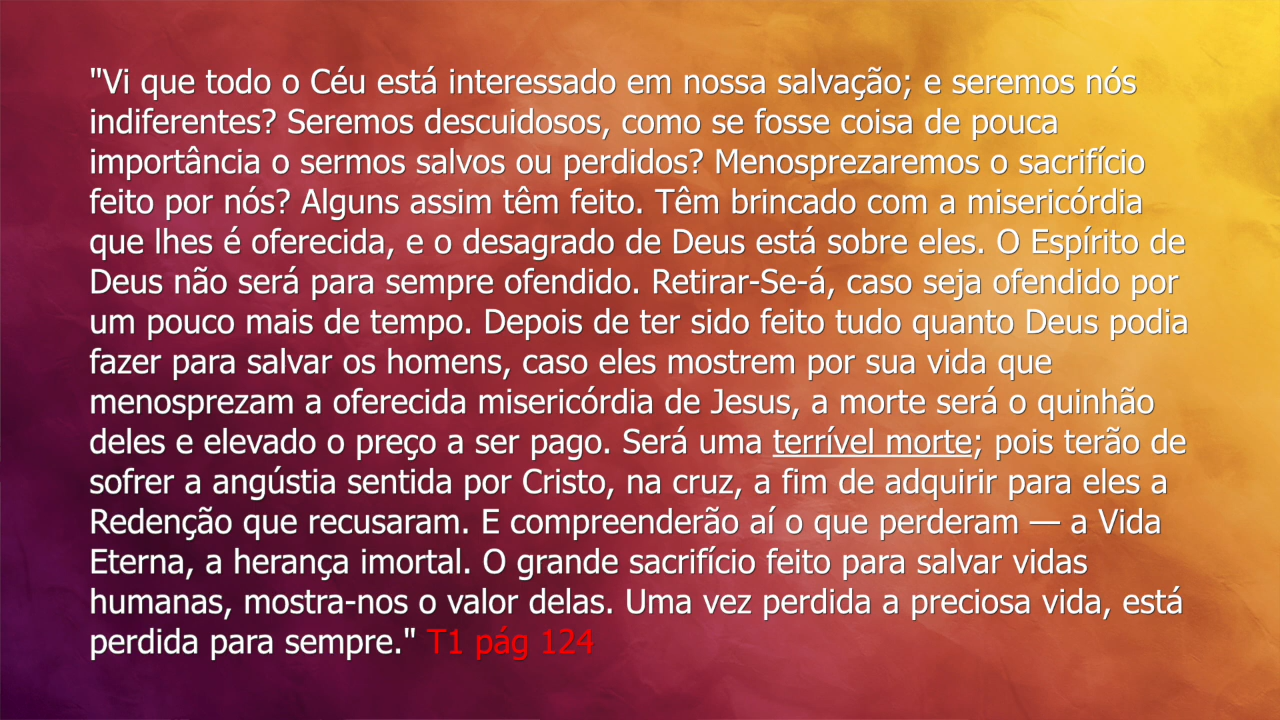 "Vi que todo o Céu está interessado em nossa salvação; e seremos nós
indiferentes? Seremos descuidosos, como se fosse coisa de pouca
importância o sermos salvos ou perdidos? Menosprezaremos o sacrifício
feito por nós? Alguns assim têm feito. Têm brincado com a misericórdia
que lhes é oferecida, e o desagrado de Deus está sobre eles. O Espírito de
Deus não será para sempre ofendido. Retirar-Se-á, caso seja ofendido por
um pouco mais de tempo. Depois de ter sido feito tudo quanto Deus podia
fazer para salvar os homens, caso eles mostrem por sua vida que
menosprezam a oferecida misericórdia de Jesus, a morte será o quinhão
deles e elevado o preço a ser pago. Será uma terrível morte; pois terão de
sofrer a angústia sentida por Cristo, na cruz, a fim de adquirir para eles a
Redenção que recusaram. E compreenderão aí o que perderam — a Vida
Eterna, a herança imortal. O grande sacrifício feito para salvar vidas
humanas, mostra-nos o valor delas. Uma vez perdida a preciosa vida, está
perdida para sempre." T1 pág 124